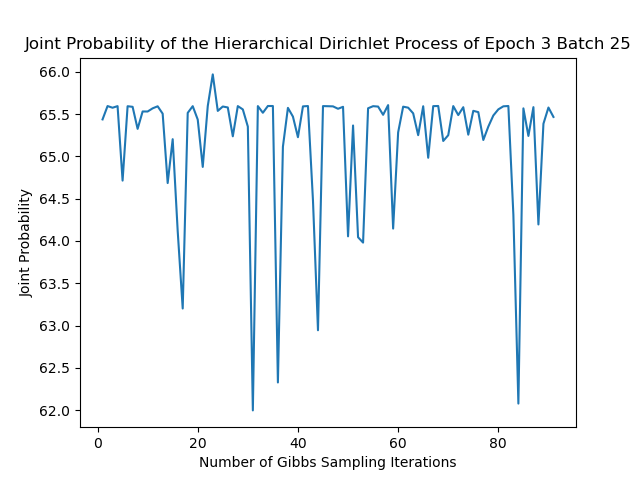 Joint Probability of the Hierarchical Dirichlet Process of Epoch 3 Batch 25
66.0
65.5
65.0
64.5
64.0
63.5
63.0
62.5
62.0
Joint Probability
0 20 40 60 80
Number of Gibbs Sampling Iterations